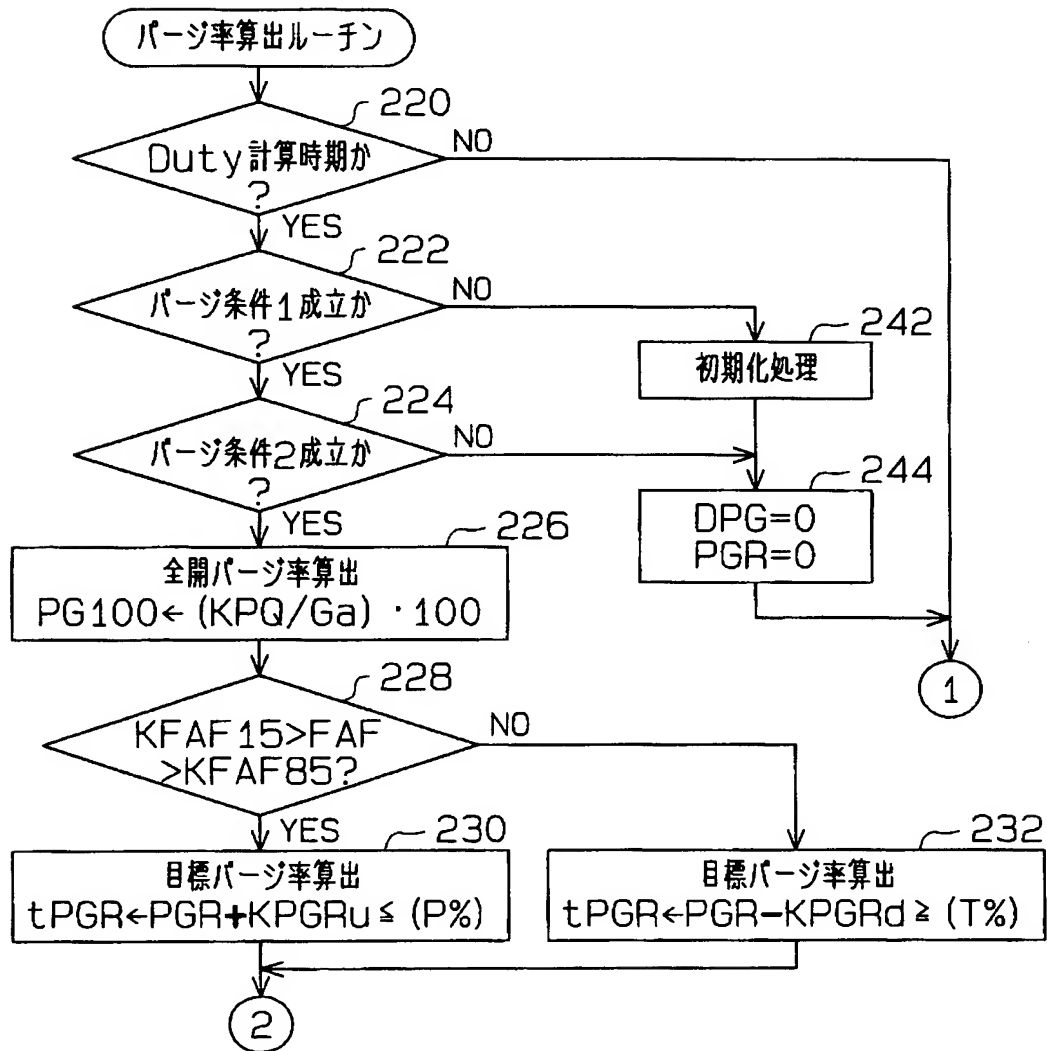 パージ率算出ルーチン
220
Duty計算時期か
?
NO
YES
222
パージ条件1成立か
?
NO
YES
242
初期化処理
224
パージ条件2成立か
?
NO
YES
244
DPG=0
PGR=0
226
全開パージ率算出
PG100←(KPQ/Ga)·100
1
228
KFAF15>FAF
>KFAF85?
NO
YES
230
目標パージ率算出
tPGR←PGR+KPGRu≦(P%)
232
目標パージ率算出
tPGR←PGR-KPGRd≧(T%)
2